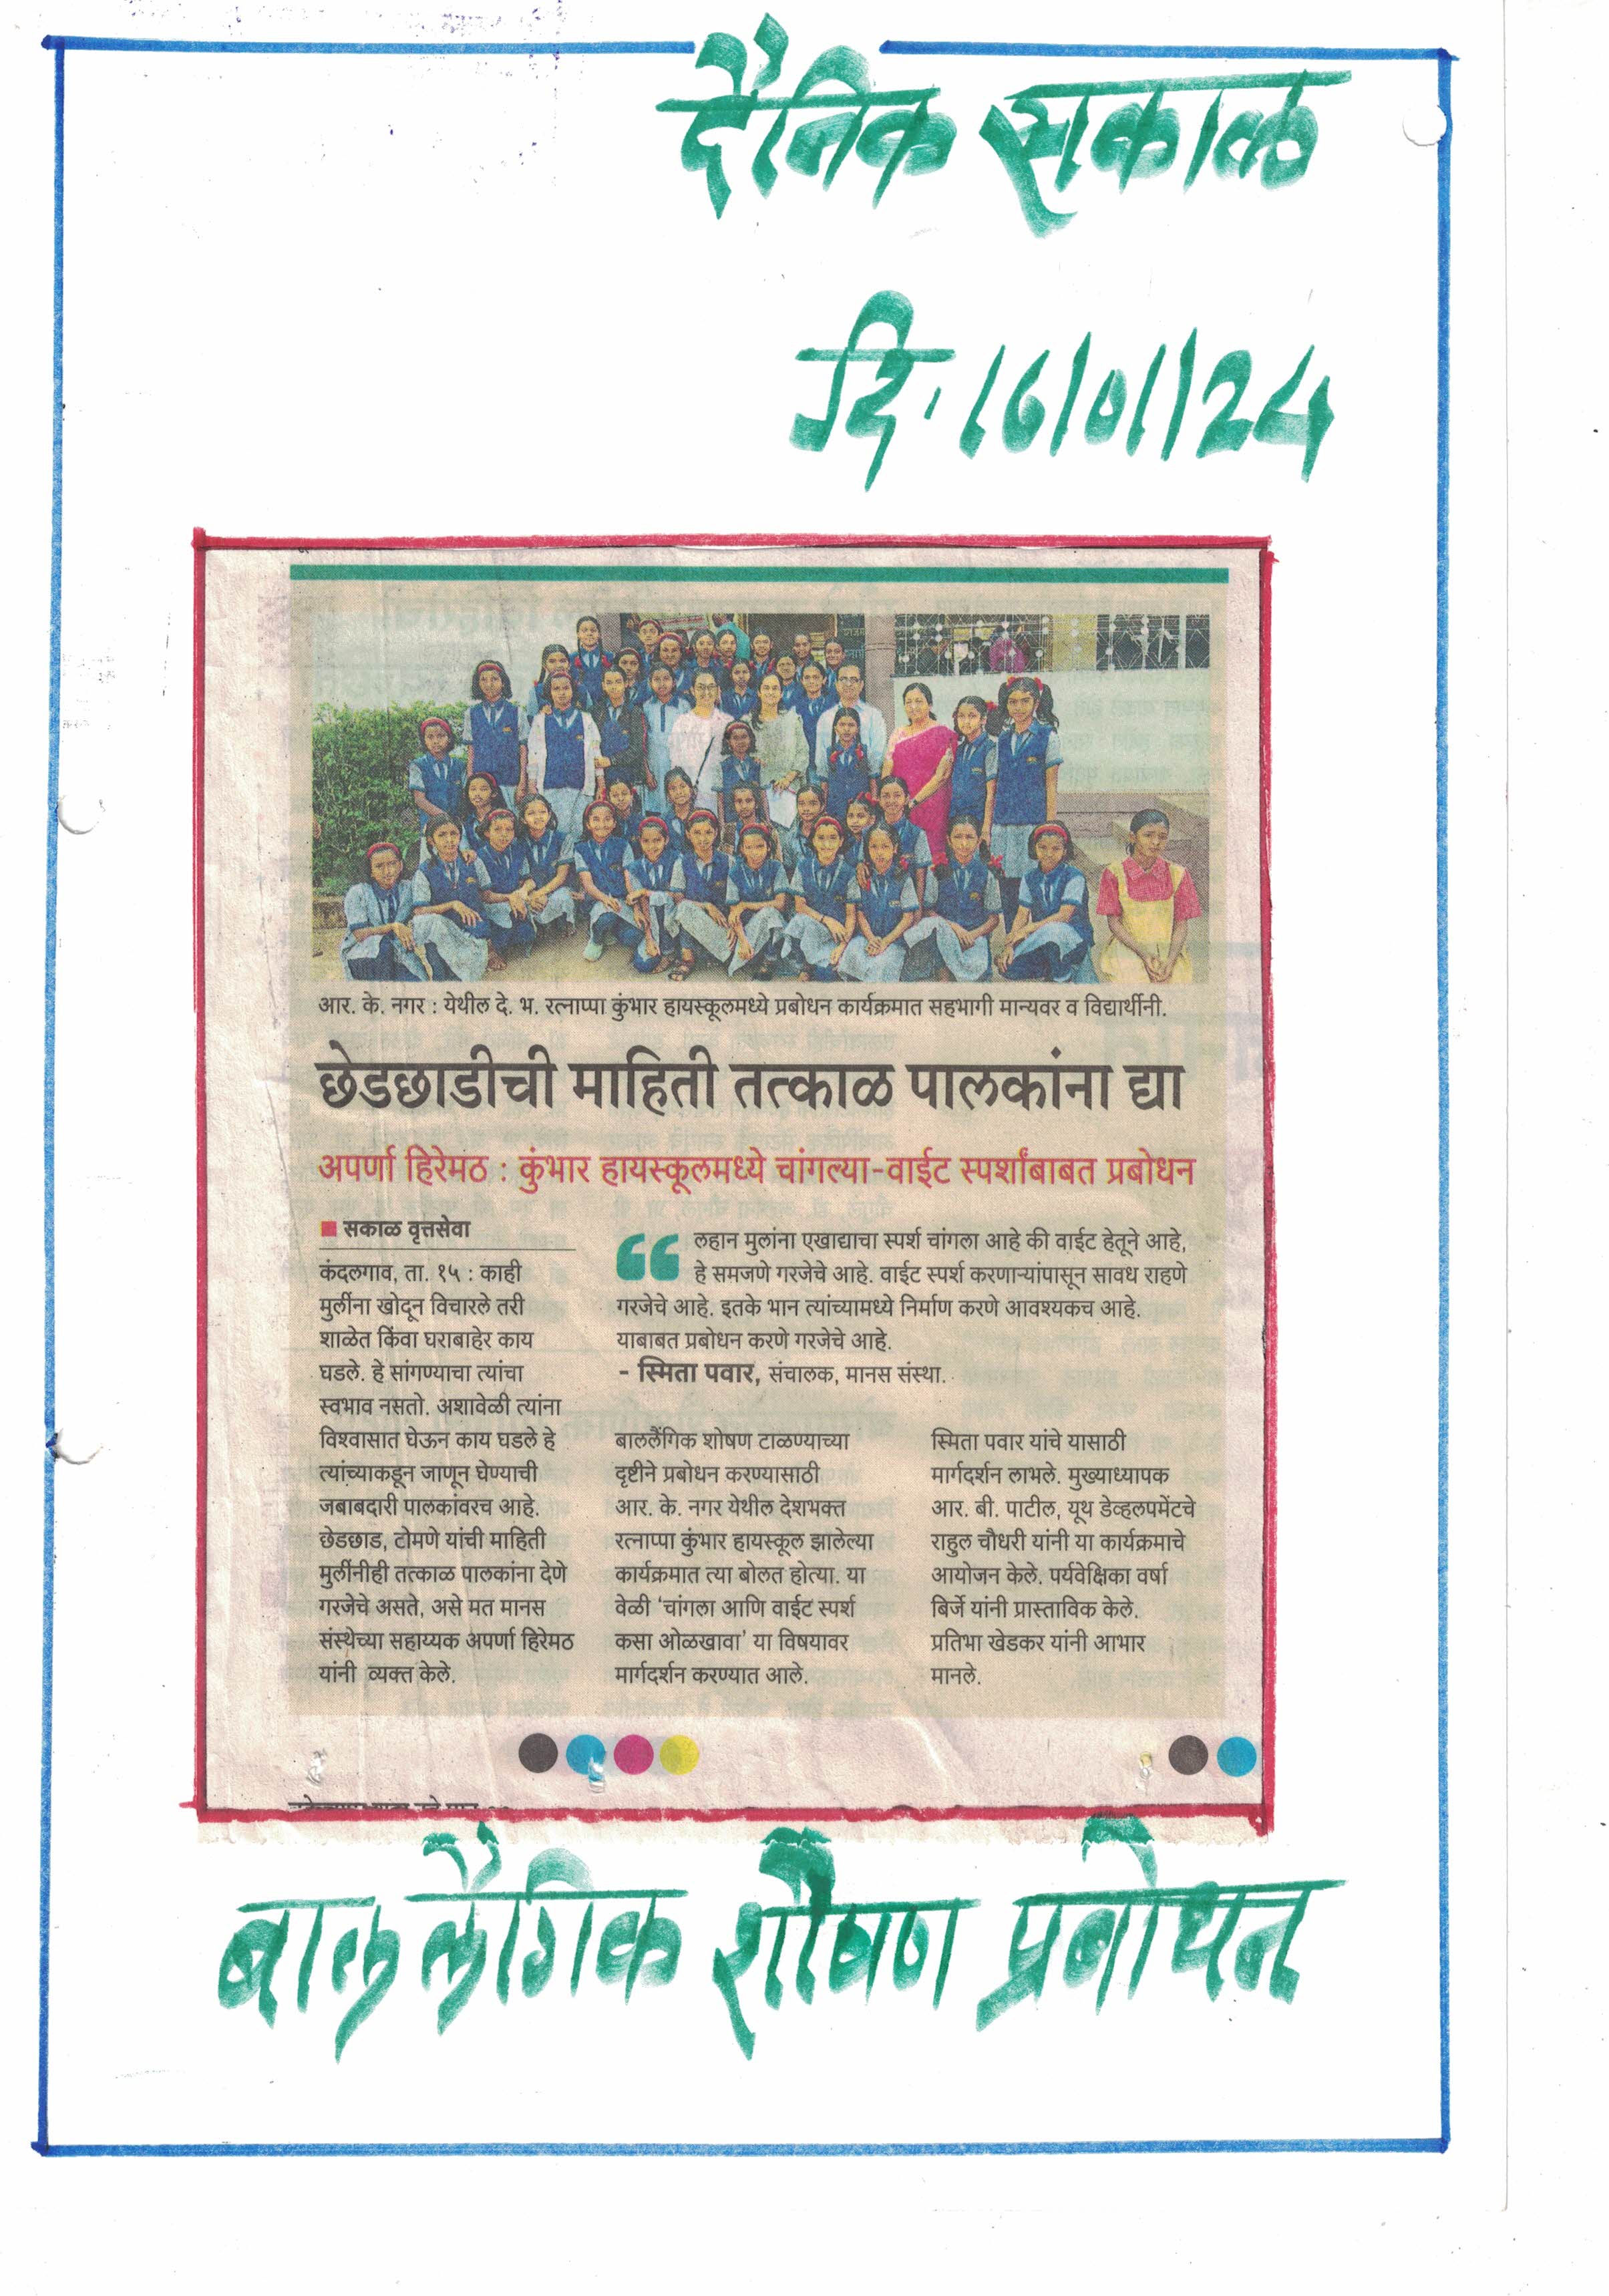 दैनिक सकाळ
दि. 16/01/24
आर. के. नगर : येथील दे. भ. रत्नाप्पा कुंभार हायस्कूलमध्ये प्रबोधन कार्यक्रमात सहभागी मान्यवर व विद्यार्थीनी.
छेडछाडीची माहिती तत्काळ पालकांना द्या
अपर्णा हिरेमठ : कुंभार हायस्कूलमध्ये चांगल्या-वाईट स्पर्शांबाबत प्रबोधन
■ सकाळ वृत्तसेवा
कंदलगाव, ता. १५ : काही
मुलींना खोदून विचारले तरी
शाळेत किंवा घराबाहेर काय
घडले. हे सांगण्याचा त्यांचा
स्वभाव नसतो. अशावेळी त्यांना
विश्वासात घेऊन काय घडले हे
त्यांच्याकडून जाणून घेण्याची
जबाबदारी पालकांवरच आहे.
छेडछाड, टोमणे यांची माहिती
मुलींनीही तत्काळ पालकांना देणे
गरजेचे असते, असे मत मानस
संस्थेच्या सहाय्यक अपर्णा हिरेमठ
यांनी व्यक्त केले.
“ लहान मुलांना एखाद्याचा स्पर्श चांगला आहे की वाईट हेतूने आहे,
हे समजणे गरजेचे आहे. वाईट स्पर्श करणाऱ्यांपासून सावध राहणे
गरजेचे आहे. इतके भान त्यांच्यामध्ये निर्माण करणे आवश्यकच आहे.
याबाबत प्रबोधन करणे गरजेचे आहे.
- स्मिता पवार, संचालक, मानस संस्था.
बाललैंगिक शोषण टाळण्याच्या
दृष्टीने प्रबोधन करण्यासाठी
आर. के. नगर येथील देशभक्त
रत्नाप्पा कुंभार हायस्कूल झालेल्या
कार्यक्रमात त्या बोलत होत्या. या
वेळी ‘चांगला आणि वाईट स्पर्श
कसा ओळखावा’ या विषयावर
मार्गदर्शन करण्यात आले.
स्मिता पवार यांचे यासाठी
मार्गदर्शन लाभले. मुख्याध्यापक
आर. बी. पाटील, यूथ डेव्हलपमेंटचे
राहुल चौधरी यांनी या कार्यक्रमाचे
आयोजन केले. पर्यवेक्षिका वर्षा
बिर्जे यांनी प्रास्ताविक केले.
प्रतिभा खेडकर यांनी आभार
मानले.
बाल लैंगिक शोषण प्रबोधन